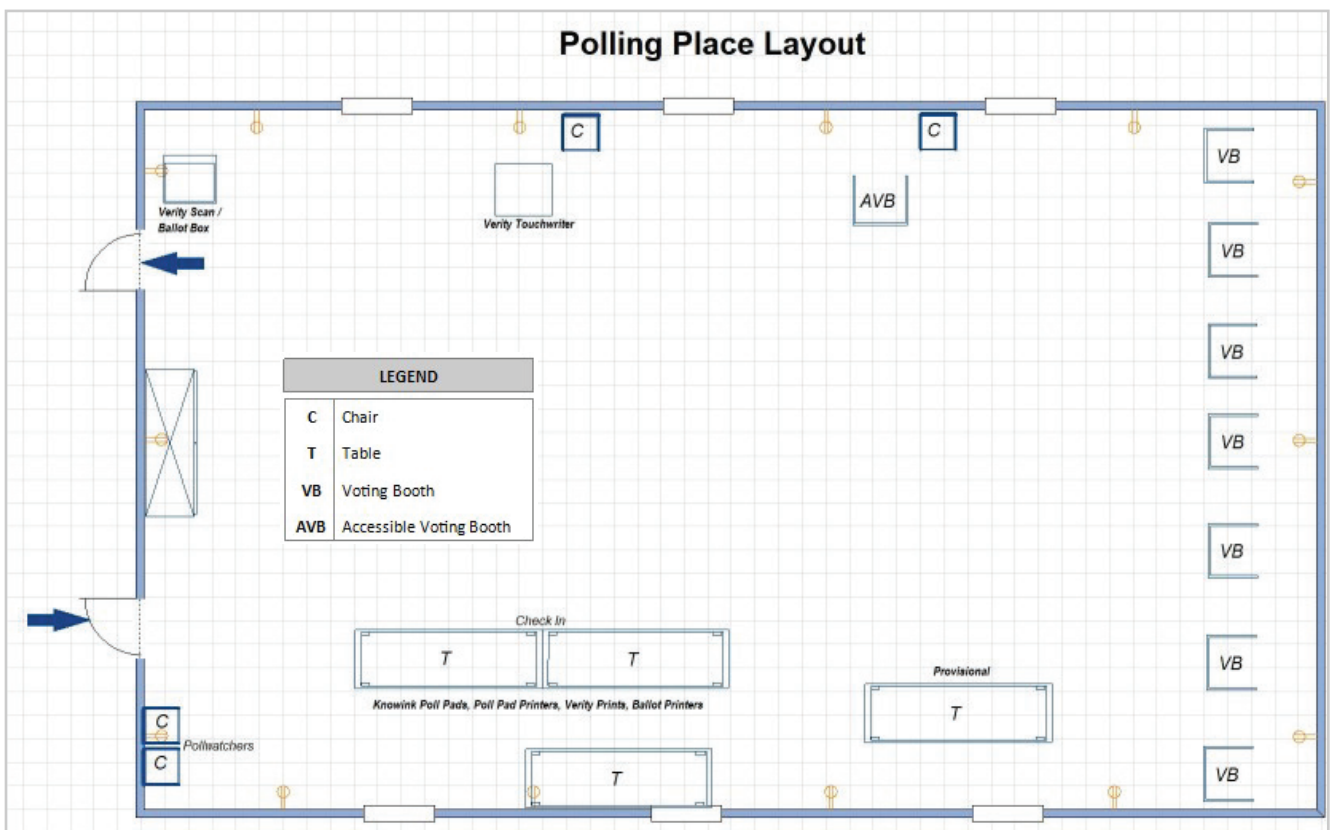 Polling Place Layout
C
C
VB
AVB
Verity Scan /
Ballot Box
Verity Touchwriter
VB
VB
LEGEND
C Chair
T Table
VB Voting Booth
AVB Accessible Voting Booth
VB
VB
Check In
T
T
VB
Provisional
Knowink Poll Pads, Poll Pad Printers, Verity Prints, Ballot Printers
T
C
Pollwatchers
C
T
VB